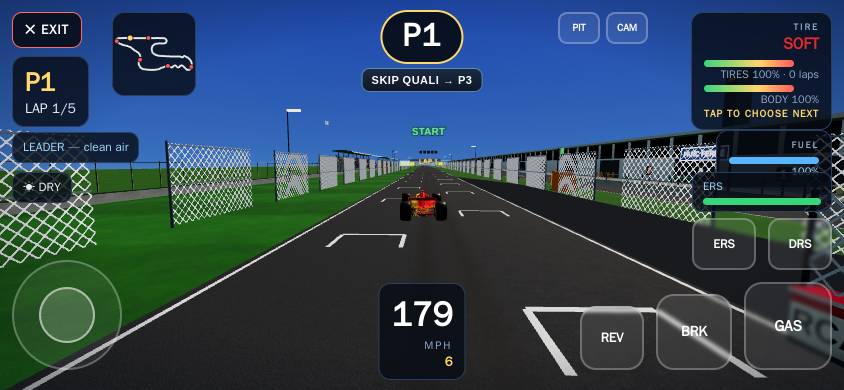 ✕ EXIT
P1
LAP 1/5
LEADER — clean air
☀ DRY
P1
SKIP QUALI → P3
START
LAP 1
PIT
CAM
TIRE
SOFT
TIRES 100% · 0 laps
BODY 100%
TAP TO CHOOSE NEXT
FUEL
100%
ERS
ERS
DRS
179
MPH
6
REV
BRK
GAS